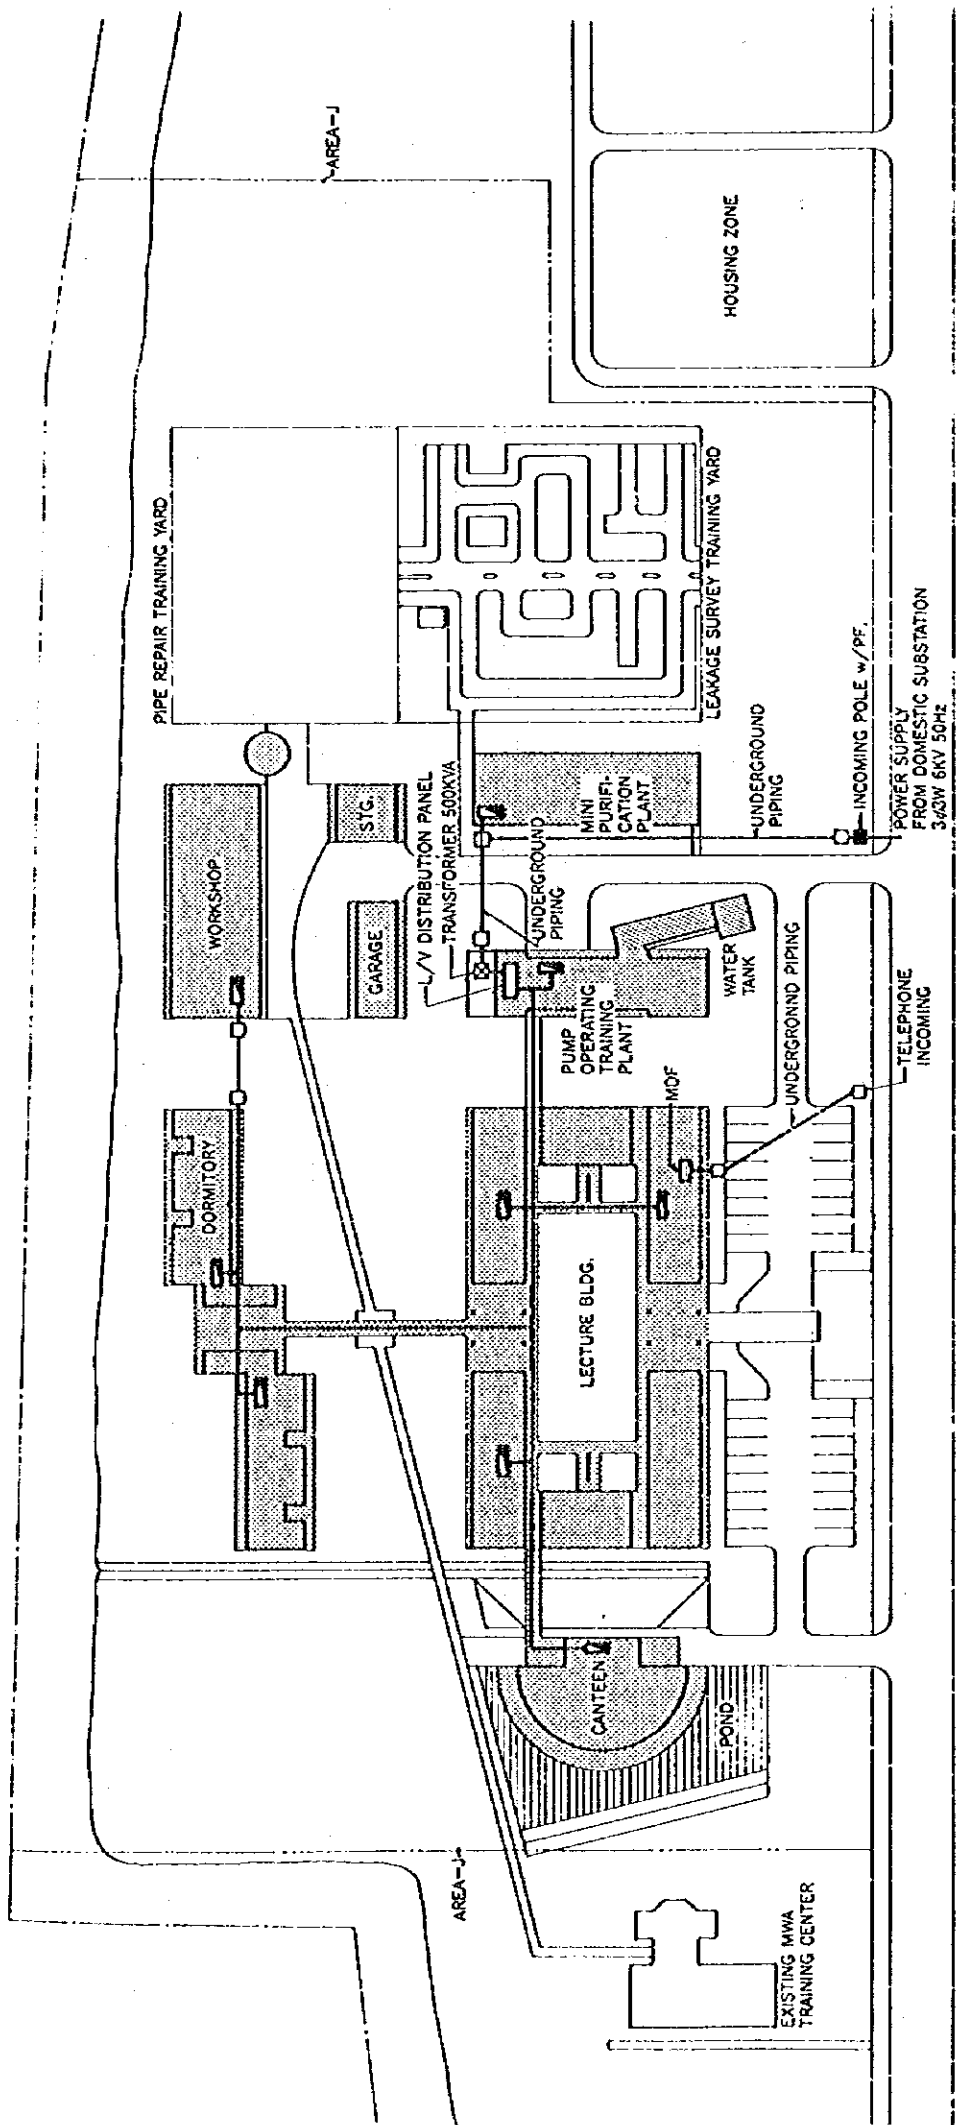 AREA-J
HOUSING ZONE
PIPE REPAIR TRAINING YARD
LEAKAGE SURVEY TRAINING YARD
WORKSHOP
STG.
GARAGE
L/V DISTRIBUTION PANEL
TRANSFORMER 500KVA
UNDERGROUND
PIPING
MINI
PURIFI-
CATION
PLANT
UNDERGROUND
PIPING
INCOMING POLE w/PF.
POWER SUPPLY
FROM DOMESTIC SUBSTATION
3∅3W 6KV 50Hz
WATER
TANK
PUMP
OPERATING
TRAINING
PLANT
MDF
UNDERGROUND PIPING
TELEPHONE
INCOMING
DORMITORY
LECTURE BLDG.
CANTEEN
POND
AREA-J
EXISTING MWA
TRAINING CENTER